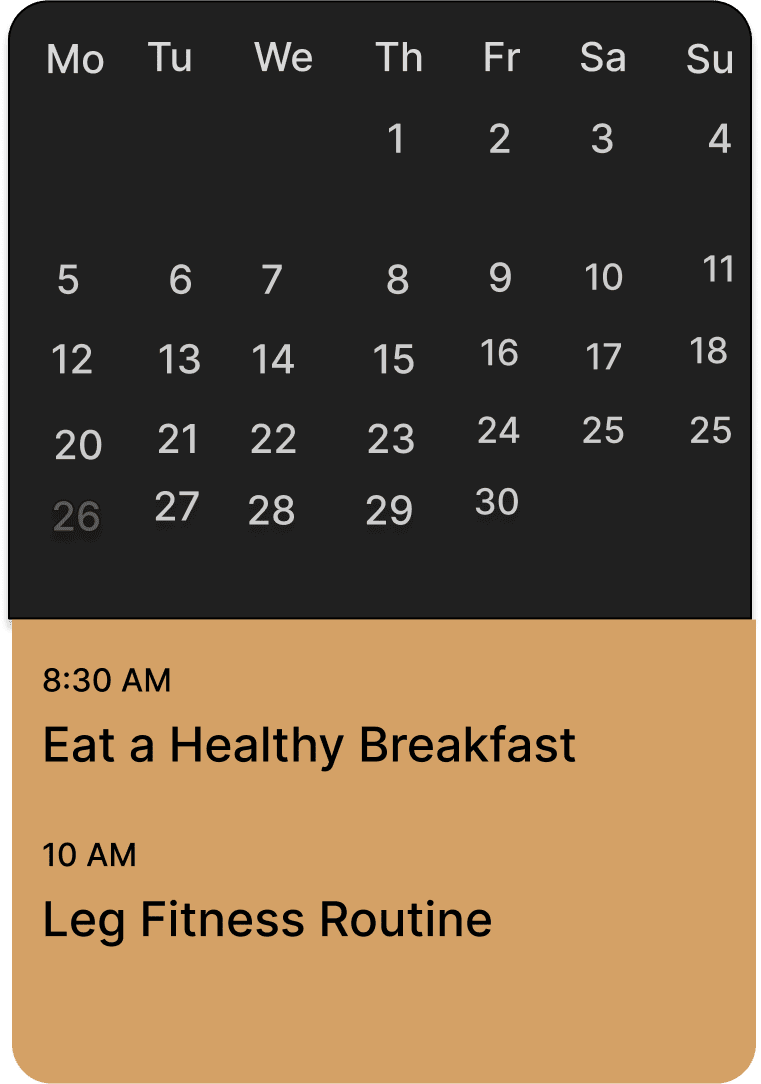 Mo Tu We Th Fr Sa Su
1 2 3 4
5 6 7 8 9 10 11
12 13 14 15 16 17 18
20 21 22 23 24 25 25
26 27 28 29 30
8:30 AM
Eat a Healthy Breakfast
10 AM
Leg Fitness Routine